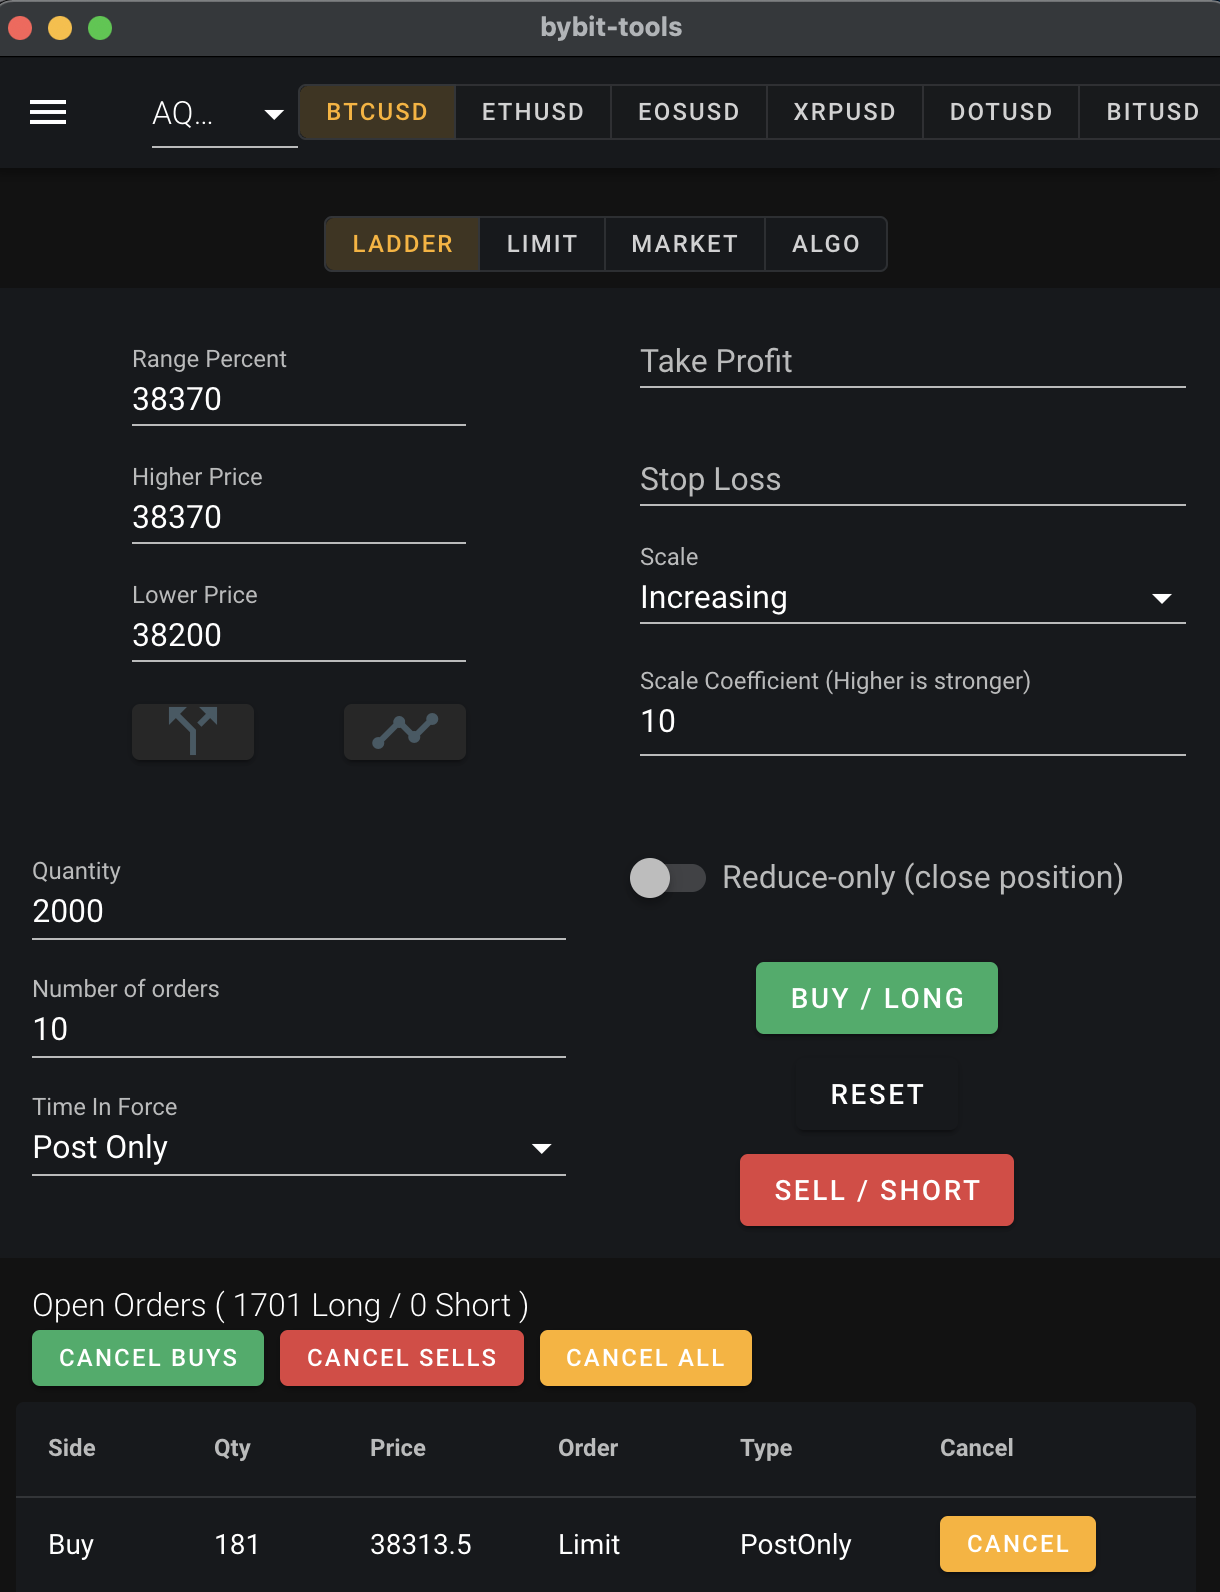 bybit-tools
AQ... BTCUSD ETHUSD EOSUSD XRPUSD DOTUSD BITUSD
LADDER LIMIT MARKET ALGO
Range Percent
38370
Higher Price
38370
Lower Price
38200
Take Profit
Stop Loss
Scale
Increasing
Scale Coefficient (Higher is stronger)
10
Quantity
2000
Number of orders
10
Time In Force
Post Only
Reduce-only (close position)
BUY / LONG
RESET
SELL / SHORT
Open Orders ( 1701 Long / 0 Short )
CANCEL BUYS CANCEL SELLS CANCEL ALL
Side Qty Price Order Type Cancel
Buy 181 38313.5 Limit PostOnly CANCEL